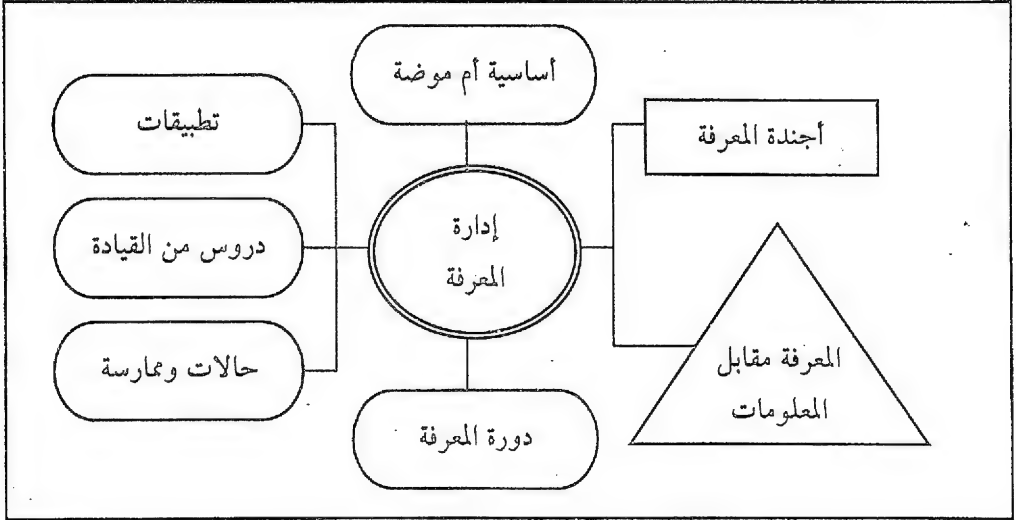 أساسية أم موضة
أجندة المعرفة
تطبيقات
إدارة
المعرفة
دروس من القيادة
المعرفة مقابل
المعلومات
حالات وممارسة
دورة المعرفة